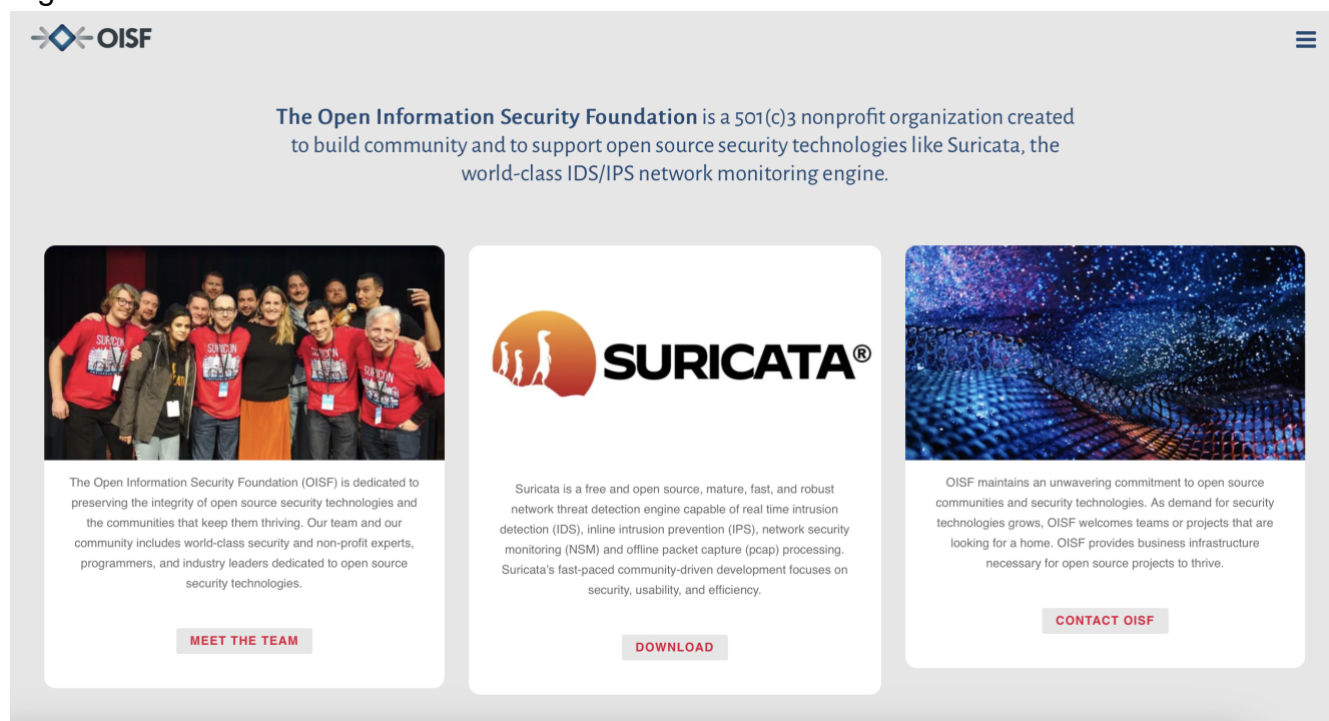 OISF
The Open Information Security Foundation is a 501(c)3 nonprofit organization created
to build community and to support open source security technologies like Suricata, the
world-class IDS/IPS network monitoring engine.
SURICON
SURICON
SURICON
The Open Information Security Foundation (OISF) is dedicated to
preserving the integrity of open source security technologies and
the communities that keep them thriving. Our team and our
community includes world-class security and non-profit experts,
programmers, and industry leaders dedicated to open source
security technologies.
MEET THE TEAM
SURICATA®
Suricata is a free and open source, mature, fast, and robust
network threat detection engine capable of real time intrusion
detection (IDS), inline intrusion prevention (IPS), network security
monitoring (NSM) and offline packet capture (pcap) processing.
Suricata's fast-paced community-driven development focuses on
security, usability, and efficiency.
DOWNLOAD
OISF maintains an unwavering commitment to open source
communities and security technologies. As demand for security
technologies grows, OISF welcomes teams or projects that are
looking for a home. OISF provides business infrastructure
necessary for open source projects to thrive.
CONTACT OISF